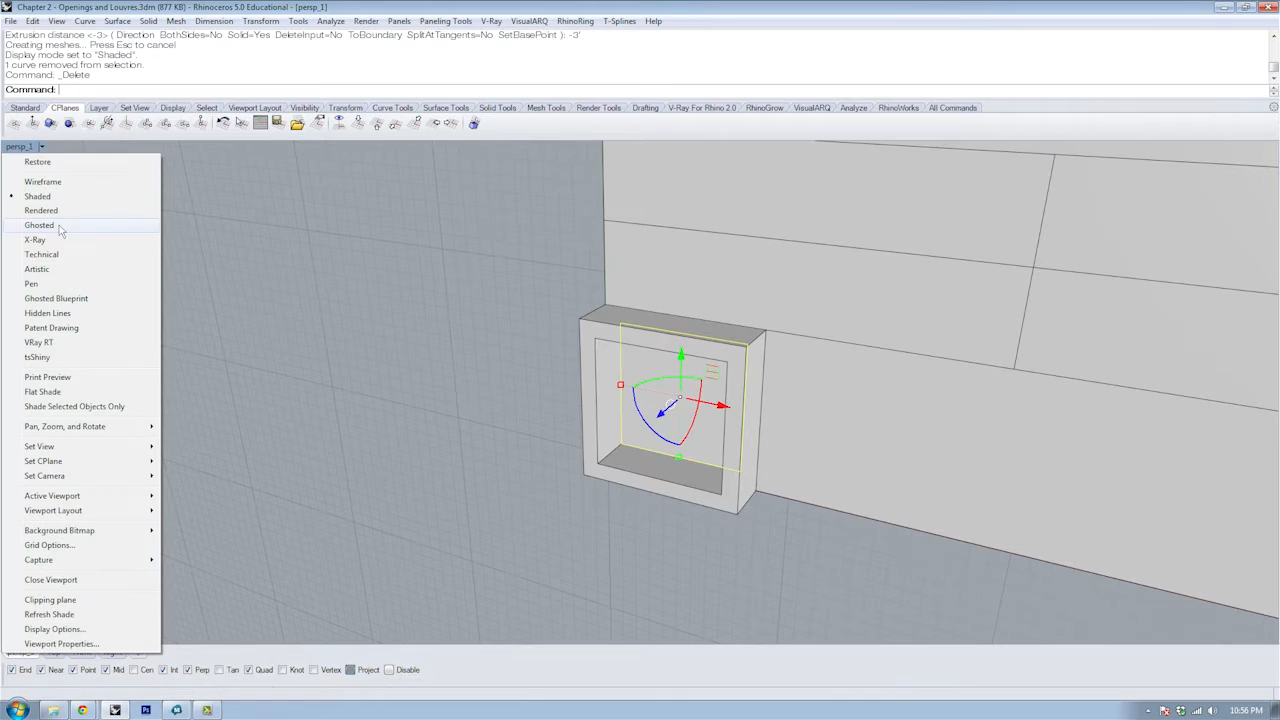 Chapter 2 - Openings and Louvres.3dm (877 KB) - Rhinoceros 5.0 Educational - [persp_1]
File Edit View Curve Surface Solid Mesh Dimension Transform Tools Analyze Render Panels Paneling Tools V-Ray VisualARQ RhinoRing T-Splines Help
Extrusion distance <-3> ( Direction BothSides=No Solid=Yes DeleteInput=No ToBoundary SplitAtTangents=No SetBasePoint ): -3'
Creating meshes... Press Esc to cancel
Display mode set to "Shaded".
1 curve removed from selection.
Command: _Delete
Command:
Standard CPlanes Layer Set View Display Select Viewport Layout Visibility Transform Curve Tools Surface Tools Solid Tools Mesh Tools Render Tools Drafting V-Ray For Rhino 2.0 RhinoGrow VisualARQ Analyze RhinoWorks All Commands
persp_1
Restore
Wireframe
Shaded
Rendered
Ghosted
X-Ray
Technical
Artistic
Pen
Ghosted Blueprint
Hidden Lines
Patent Drawing
VRay RT
tsShiny
Print Preview
Flat Shade
Shade Selected Objects Only
Pan, Zoom, and Rotate
Set View
Set CPlane
Set Camera
Active Viewport
Viewport Layout
Background Bitmap
Grid Options...
Capture
Close Viewport
Clipping plane
Refresh Shade
Display Options...
Viewport Properties...
End Near Point Mid Cen Int Perp Tan Quad Knot Vertex Project Disable
10:56 PM